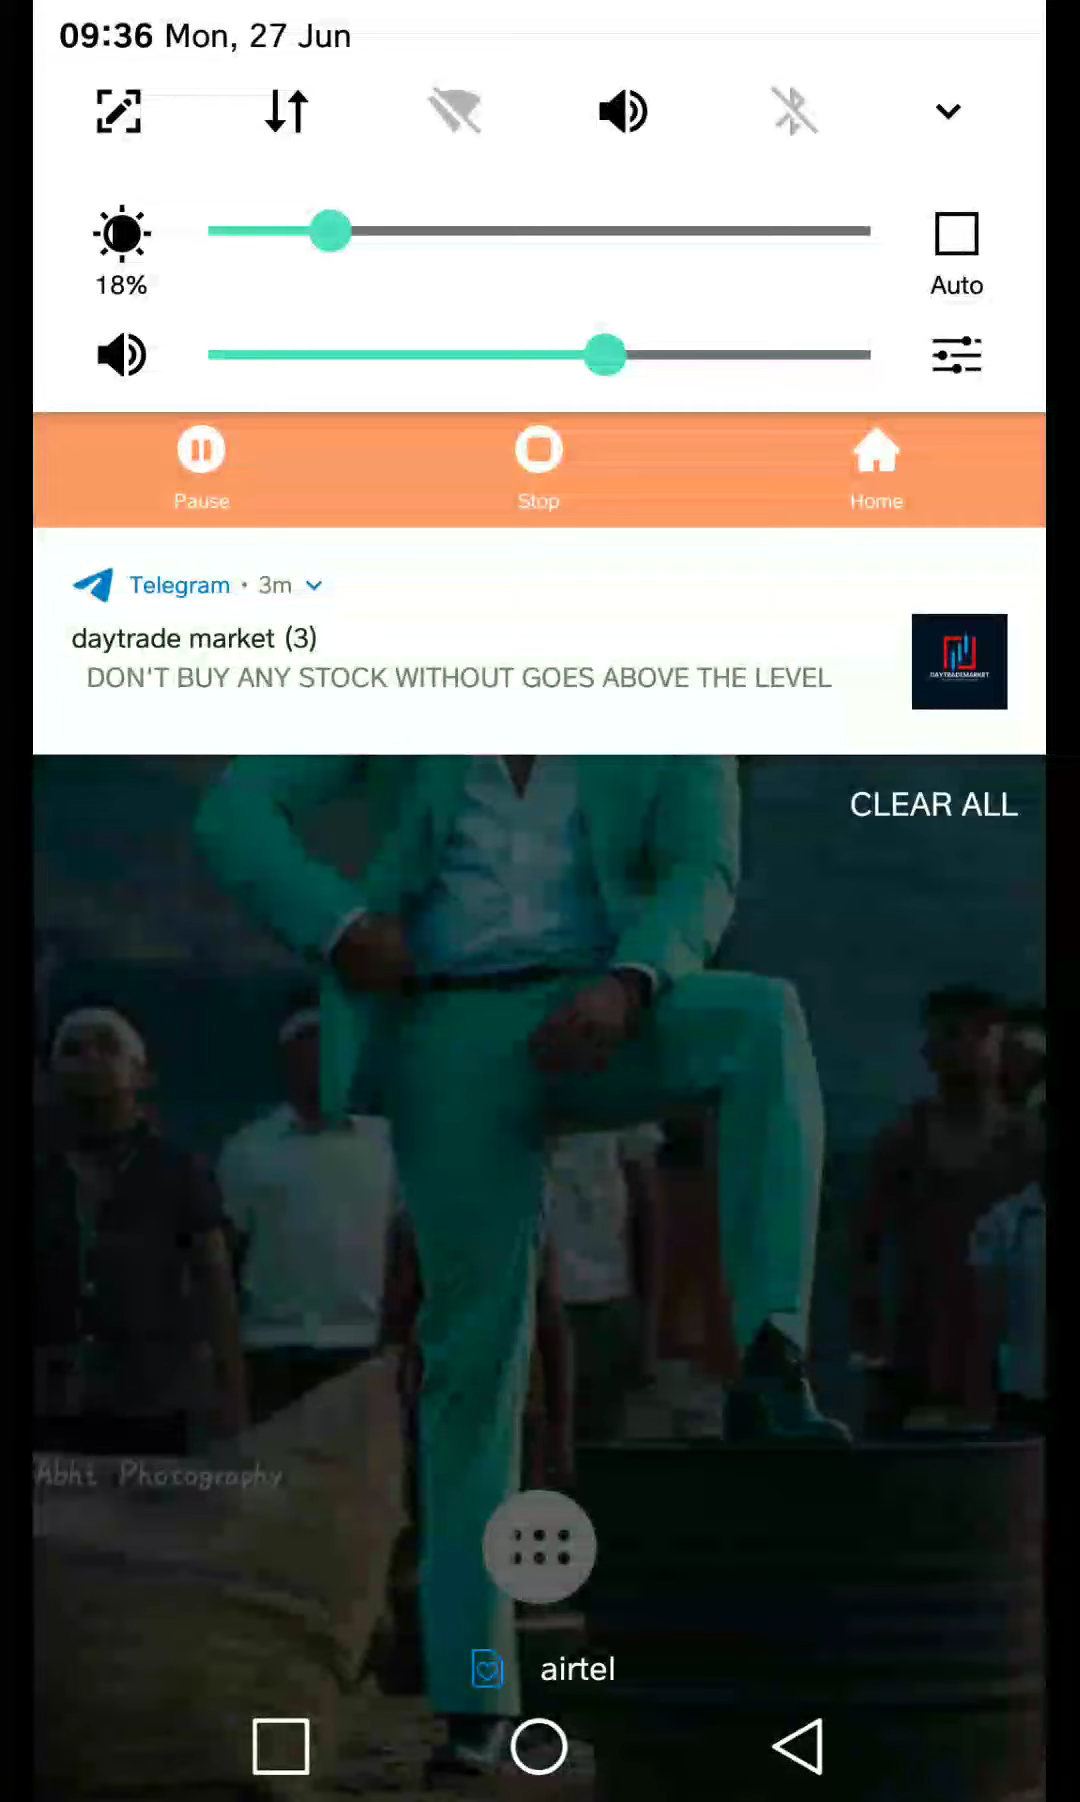 09:36 Mon, 27 Jun
18%
Auto
Pause
Stop
Home
Telegram • 3m
daytrade market (3)
DON'T BUY ANY STOCK WITHOUT GOES ABOVE THE LEVEL
DAYTRADEMARKET
CLEAR ALL
Abhi Photography
airtel